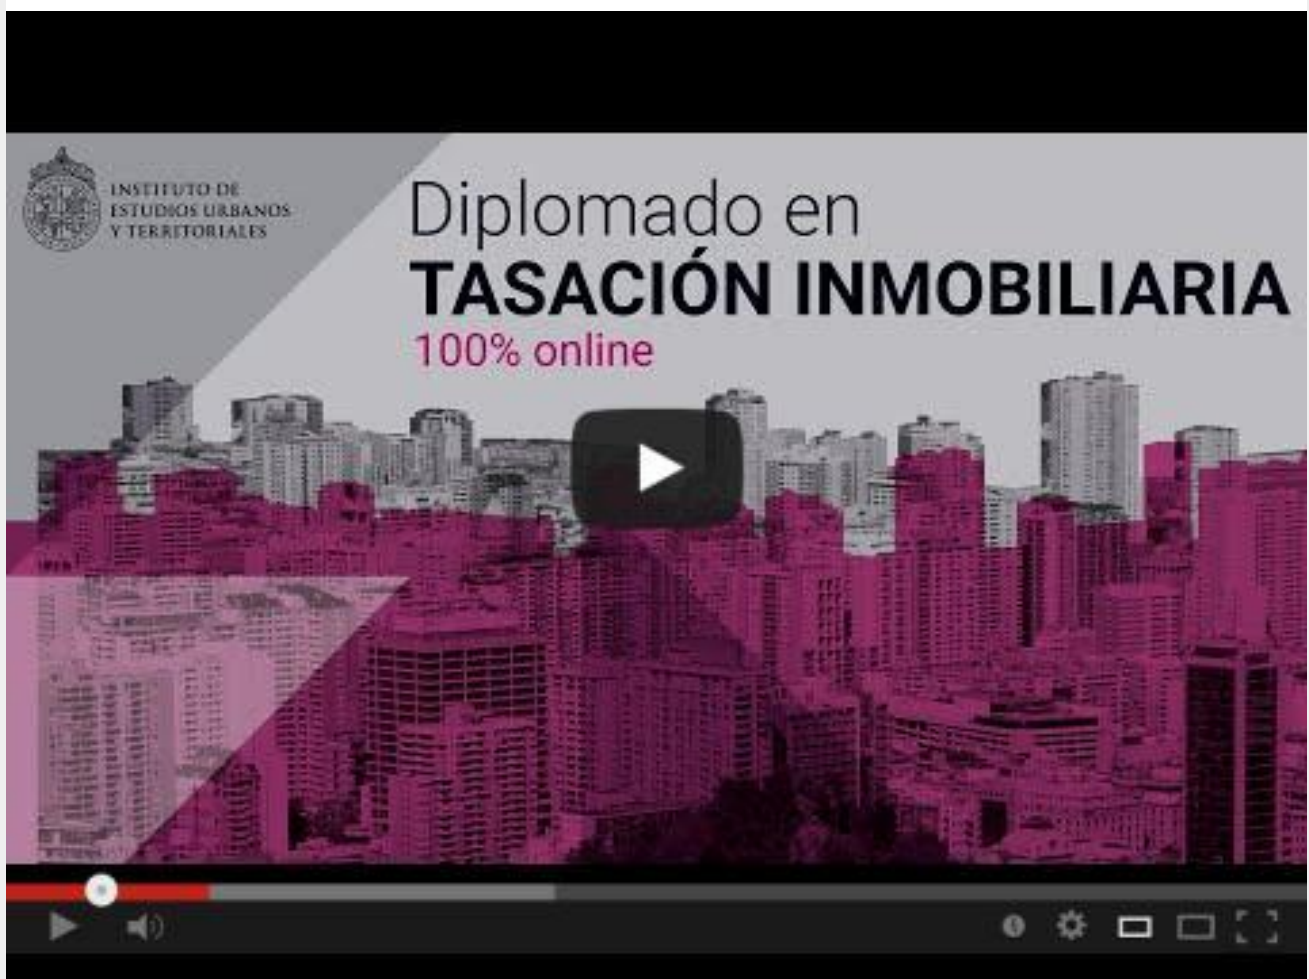 INSTITUTO DE
ESTUDIOS URBANOS
Y TERRITORIALES
Diplomado en
TASACIÓN INMOBILIARIA
100% online